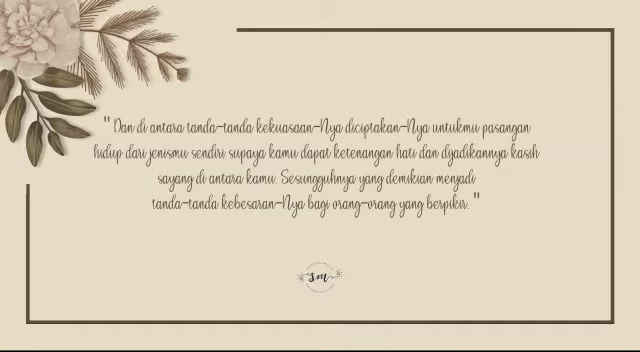 " Dan di antara tanda-tanda kekuasaan-Nya diciptakan-Nya untukmu pasangan
hidup dari jenismu sendiri supaya kamu dapat ketenangan hati dan dijadikannya kasih
sayang di antara kamu. Sesungguhnya yang demikian menjadi
tanda-tanda kebesaran-Nya bagi orang-orang yang berpikir. "
SM